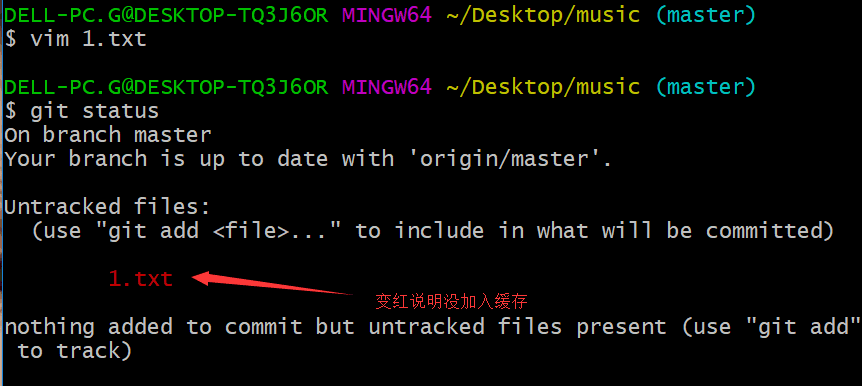 DELL-PC.G@DESKTOP-TQ3J6OR MINGW64 ~/Desktop/music (master)
$ vim 1.txt
DELL-PC.G@DESKTOP-TQ3J6OR MINGW64 ~/Desktop/music (master)
$ git status
On branch master
Your branch is up to date with 'origin/master'.
Untracked files:
(use "git add <file>..." to include in what will be committed)
1.txt
变红说明没加入缓存
nothing added to commit but untracked files present (use "git add"
to track)